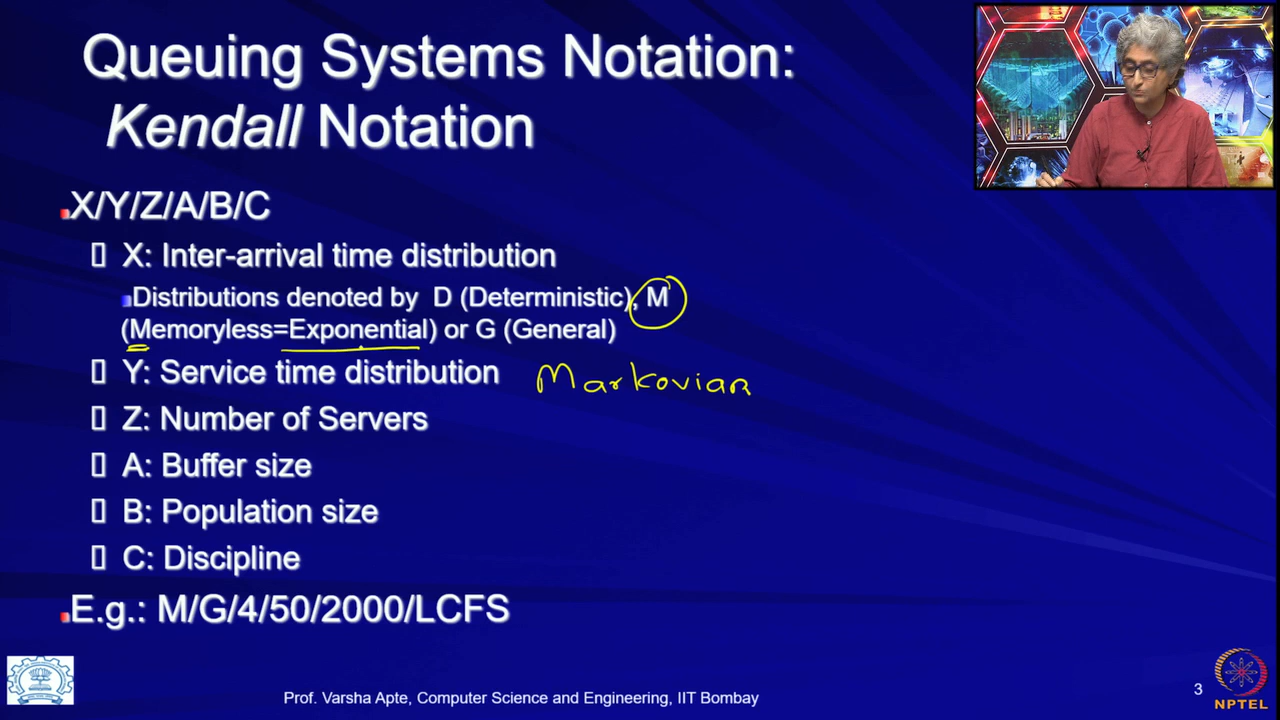 Queuing Systems Notation:
Kendall Notation
X/Y/Z/A/B/C
X: Inter-arrival time distribution
Distributions denoted by D (Deterministic), M
(Memoryless=Exponential) or G (General)
Y: Service time distribution
Markovian
Z: Number of Servers
A: Buffer size
B: Population size
C: Discipline
E.g.: M/G/4/50/2000/LCFS
Prof. Varsha Apte, Computer Science and Engineering, IIT Bombay
3
NPTEL